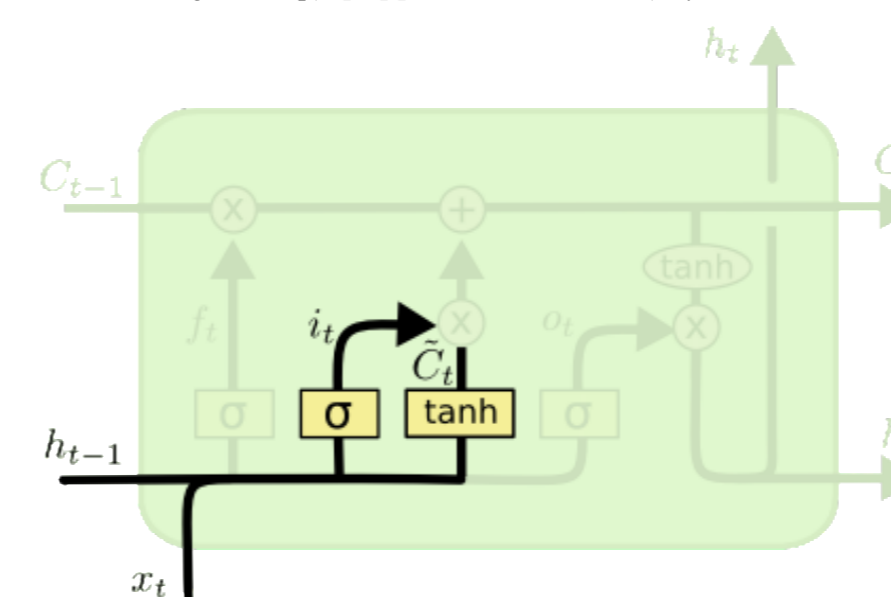 h_t
C_{t-1}
x
+
tanh
f_t
i_t
x
o_t
x
C̃_t
σ
σ
tanh
σ
h_{t-1}
x_t